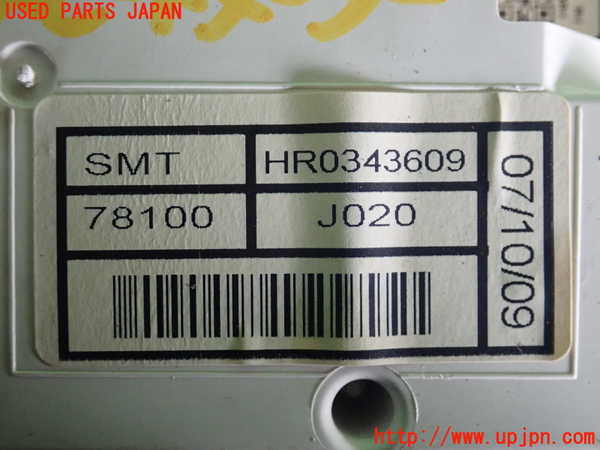 USED PARTS JAPAN
SMT HR0343609
78100 J020
07/10/09
http://www.upjpn.com/